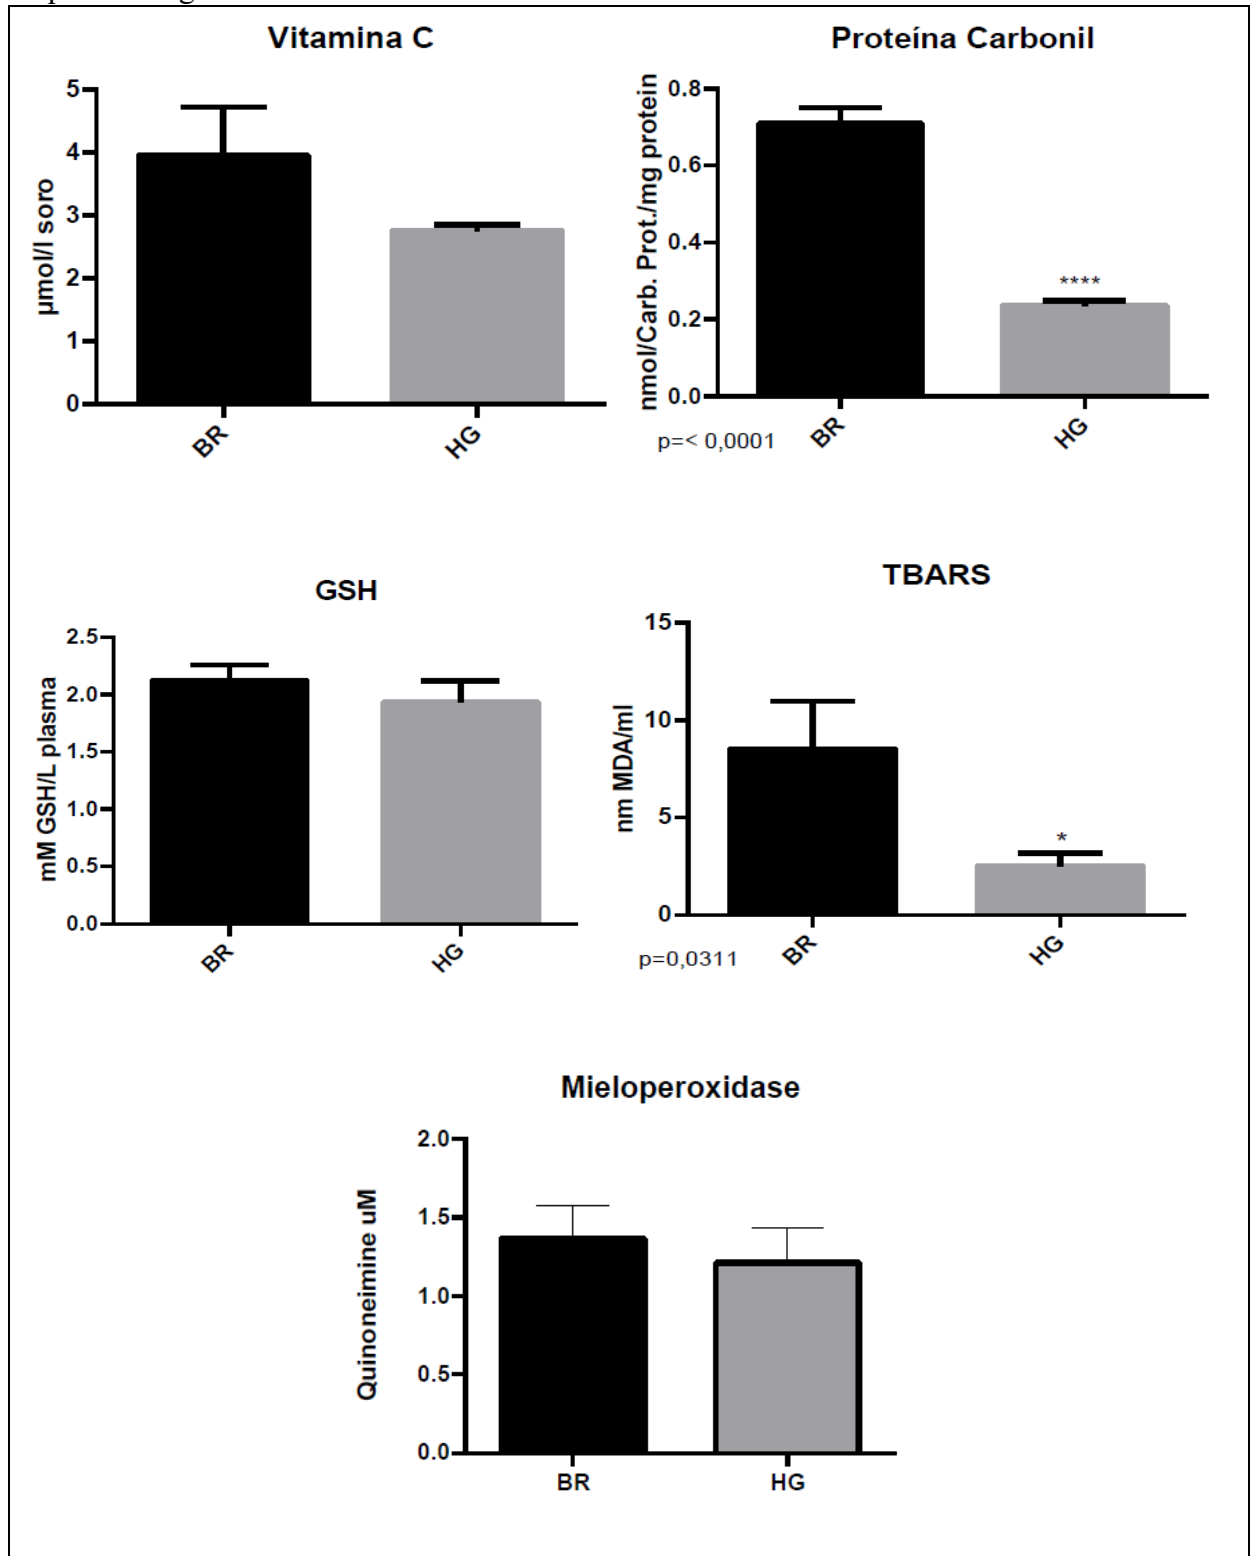 Vitamina C
µmol/l soro
5
4
3
2
1
0
BR
HG
Proteína Carbonil
nmol/Carb. Prot./mg protein
0.8
0.6
0.4
0.2
0.0
****
BR
HG
p=< 0,0001
GSH
mM GSH/L plasma
2.5
2.0
1.5
1.0
0.5
0.0
BR
HG
TBARS
nm MDA/ml
15
10
5
0
*
BR
HG
p=0,0311
Mieloperoxidase
Quinoneimine uM
2.0
1.5
1.0
0.5
0.0
BR
HG